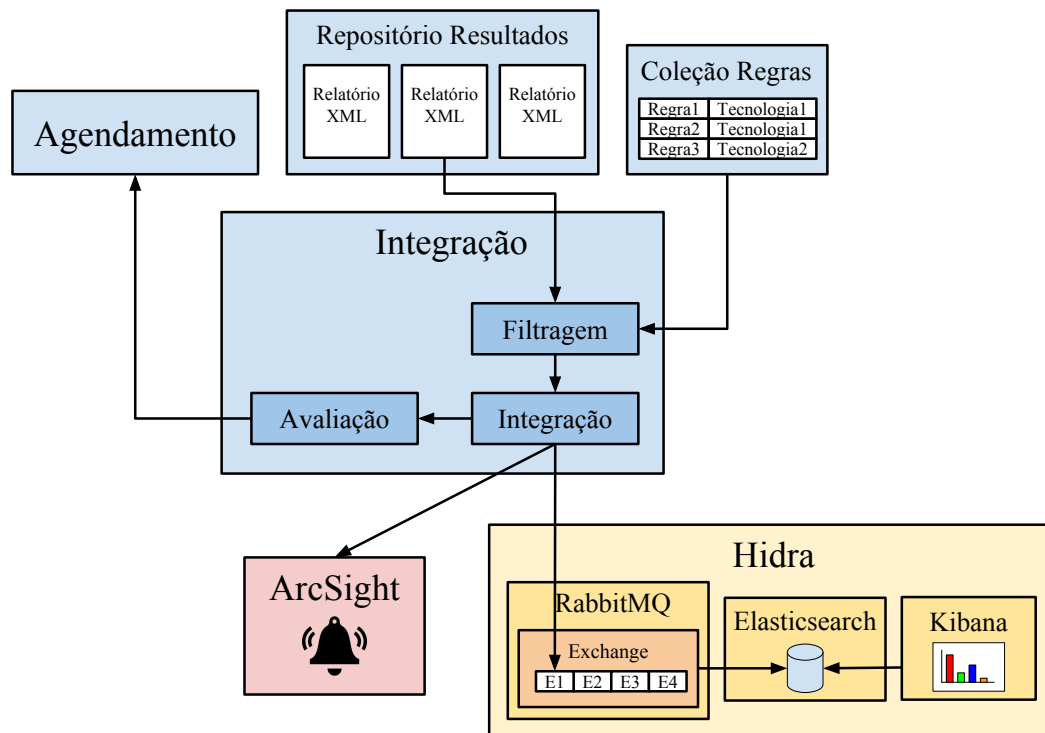 Repositório Resultados
Relatório
XML
Relatório
XML
Relatório
XML
Coleção Regras
Regra1 Tecnologia1
Regra2 Tecnologia1
Regra3 Tecnologia2
Agendamento
Integração
Filtragem
Avaliação
Integração
ArcSight
Hidra
RabbitMQ
Exchange
E1 E2 E3 E4
Elasticsearch
Kibana